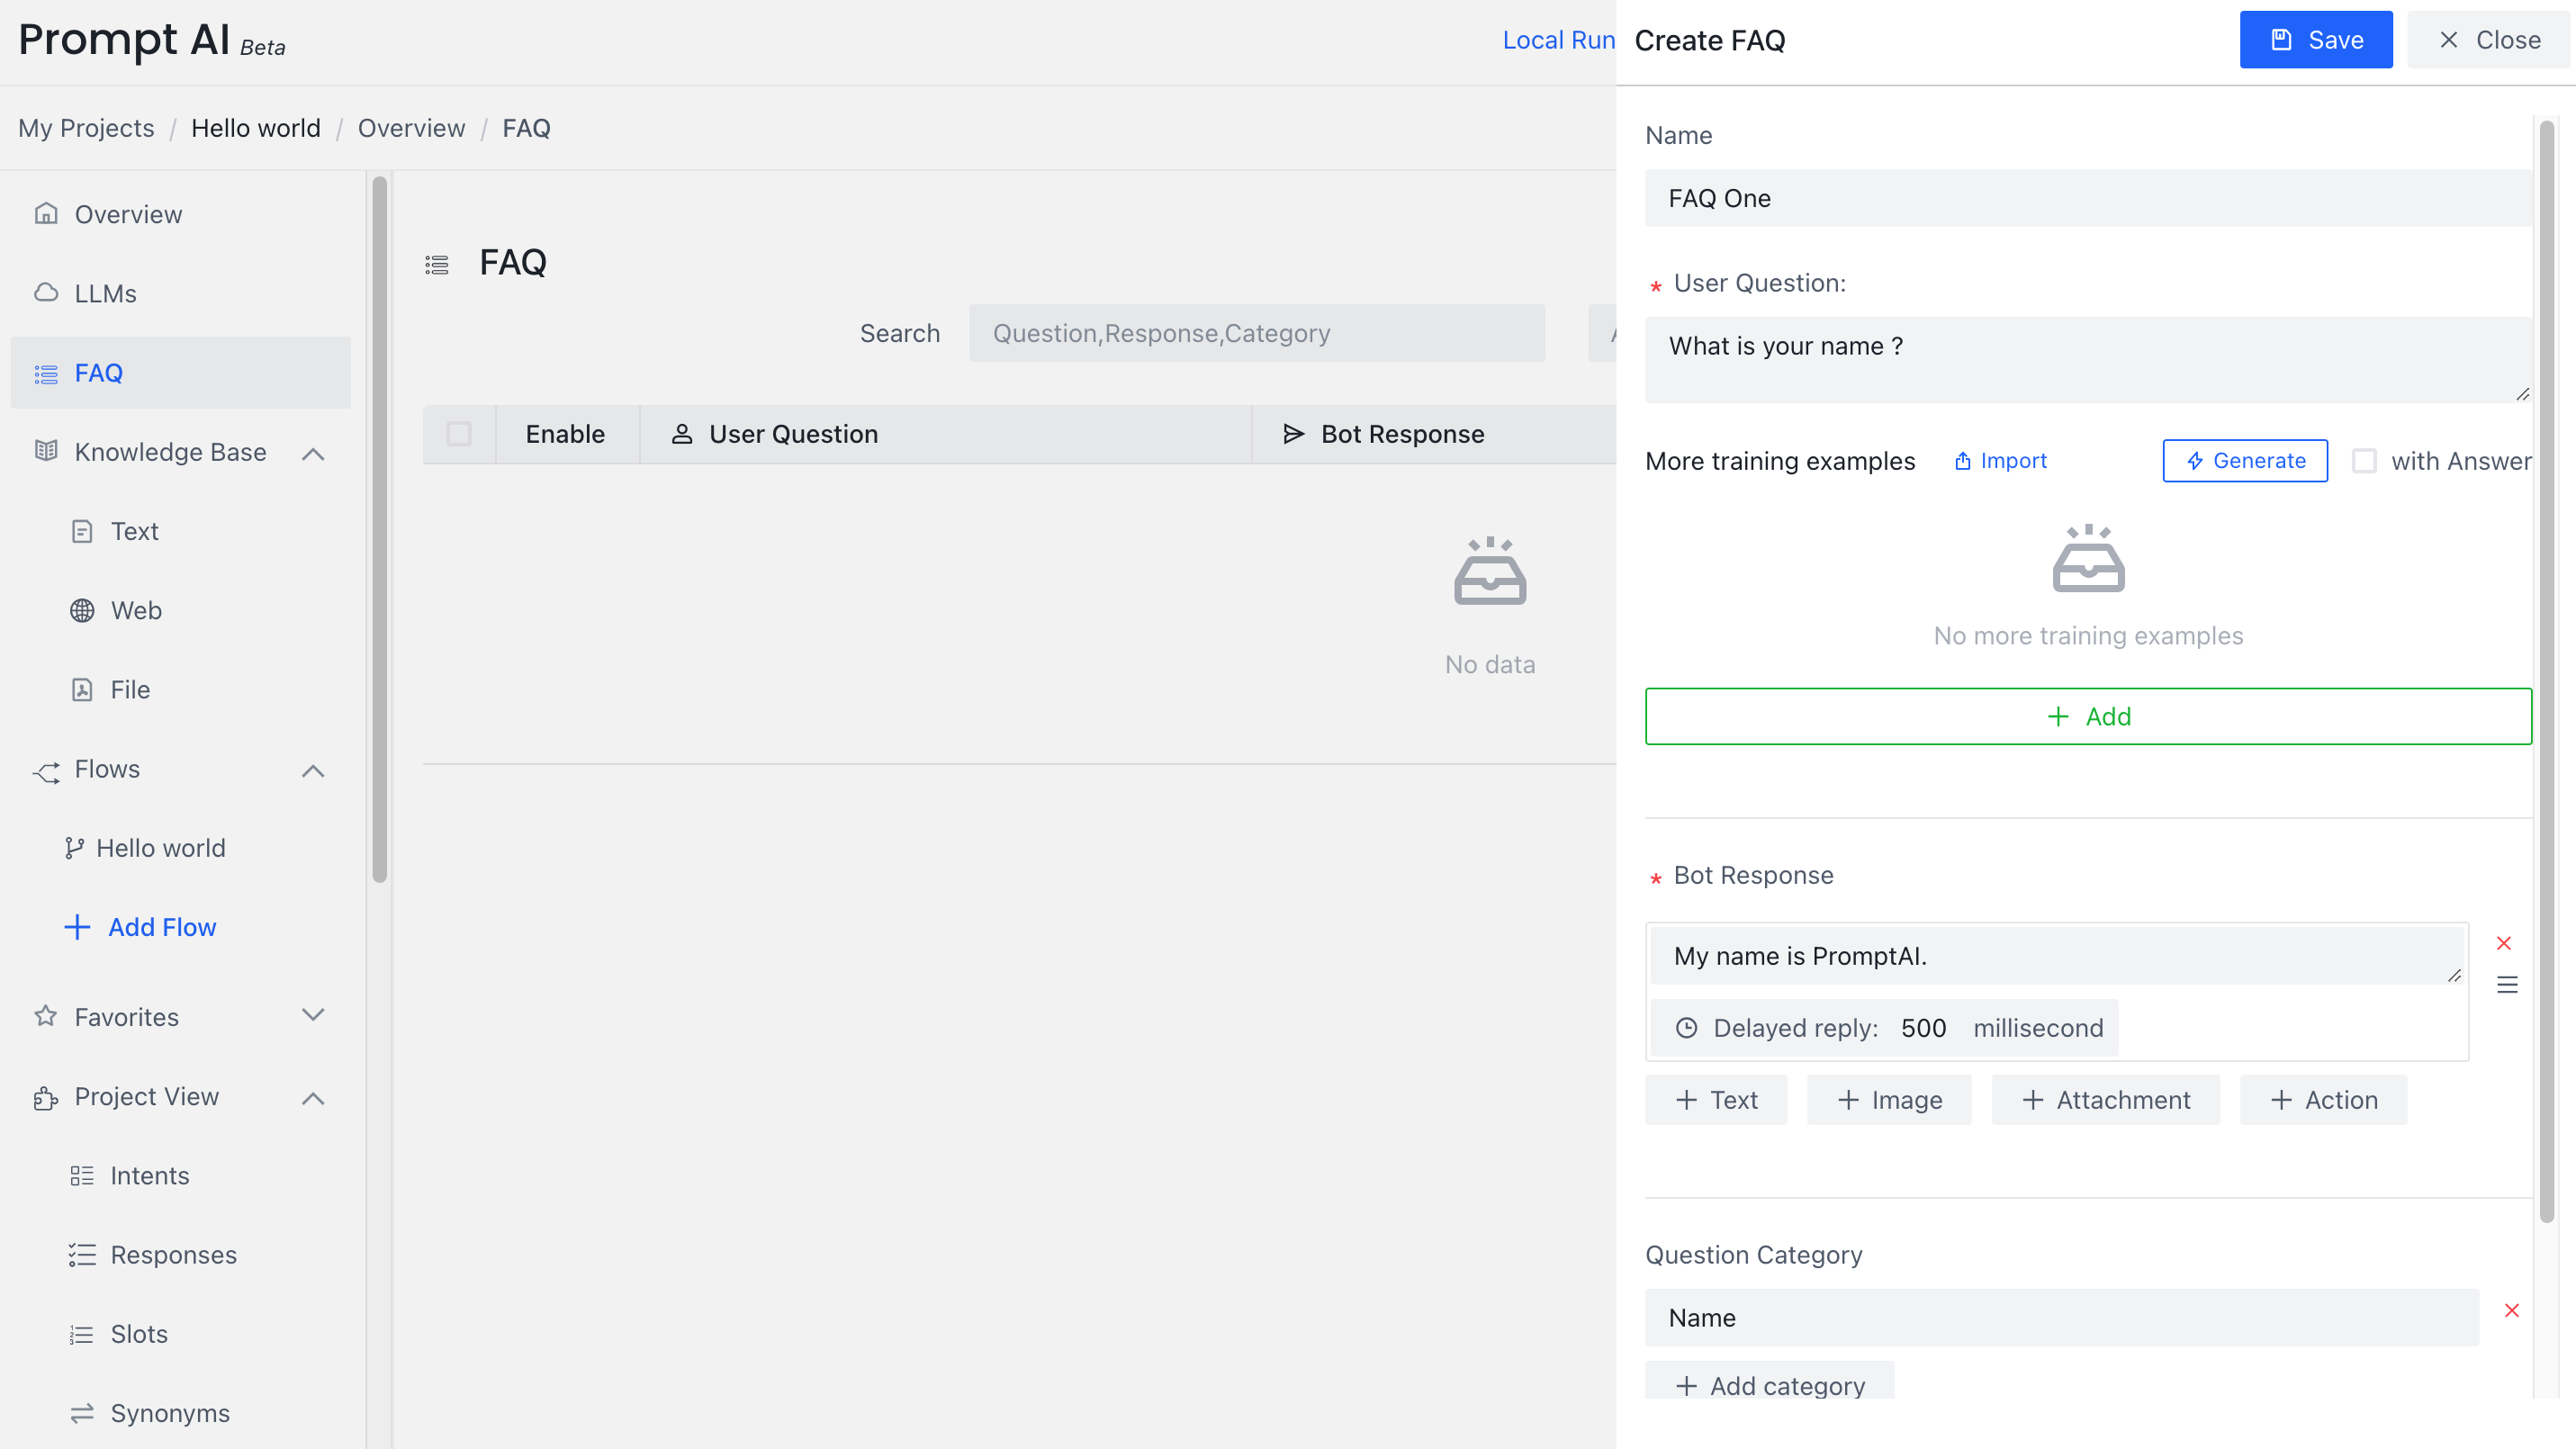 Prompt AI Beta
Local Run
My Projects / Hello world / Overview / FAQ
Overview
LLMs
FAQ
Knowledge Base
Text
Web
File
Flows
Hello world
Add Flow
Favorites
Project View
Intents
Responses
Slots
Synonyms
FAQ
Search Question,Response,Category
Enable User Question Bot Response
No data
Create FAQ
Save
Close
Name
FAQ One
* User Question:
What is your name ?
More training examples Import Generate with Answer
No more training examples
+ Add
* Bot Response
My name is PromptAI.
Delayed reply: 500 millisecond
+ Text + Image + Attachment + Action
Question Category
Name
+ Add category